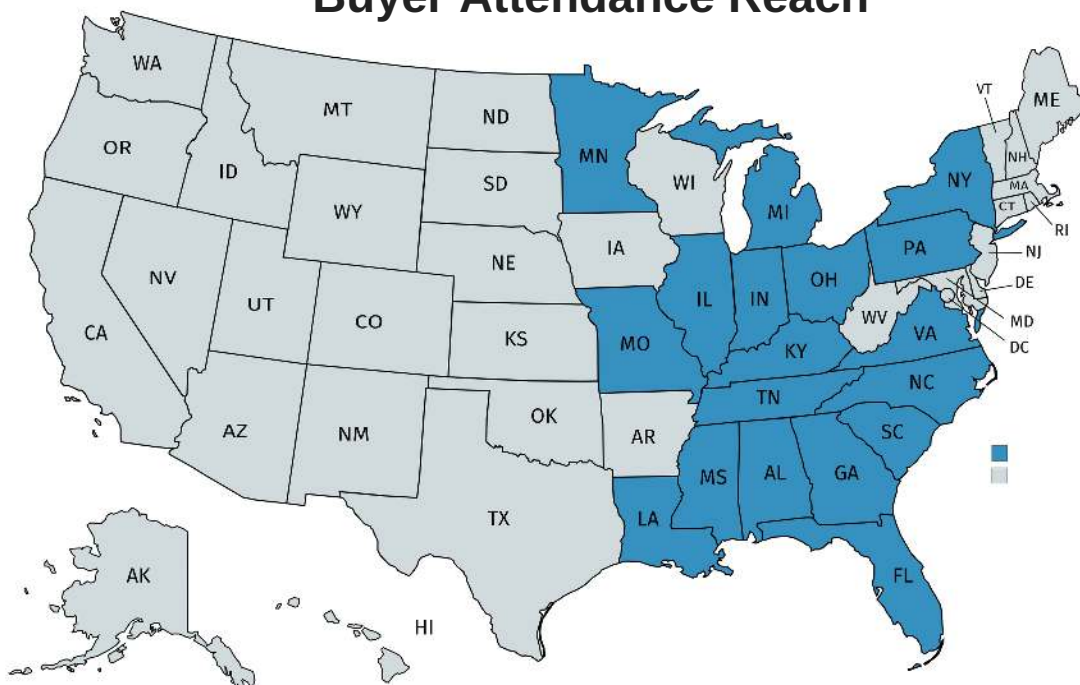 Buyer Attendance Reach
WA
MT
ND
MN
VT
ME
OR
ID
SD
WI
NH
NY
MA
WY
MI
CT
RI
IA
PA
NJ
NE
NV
UT
CO
IL
IN
OH
DE
WV
MD
CA
KS
MO
KY
VA
DC
NC
TN
AZ
NM
OK
AR
SC
MS
AL
GA
TX
LA
AK
FL
HI